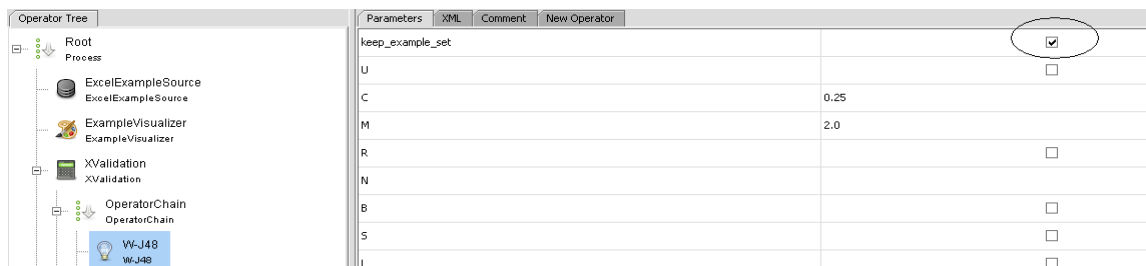 Operator Tree
Root
Process
ExcelExampleSource
ExcelExampleSource
ExampleVisualizer
ExampleVisualizer
XValidation
XValidation
OperatorChain
OperatorChain
W-J48
W-J48
Parameters XML Comment New Operator
keep_example_set
U
C 0.25
M 2.0
R
N
B
S
L